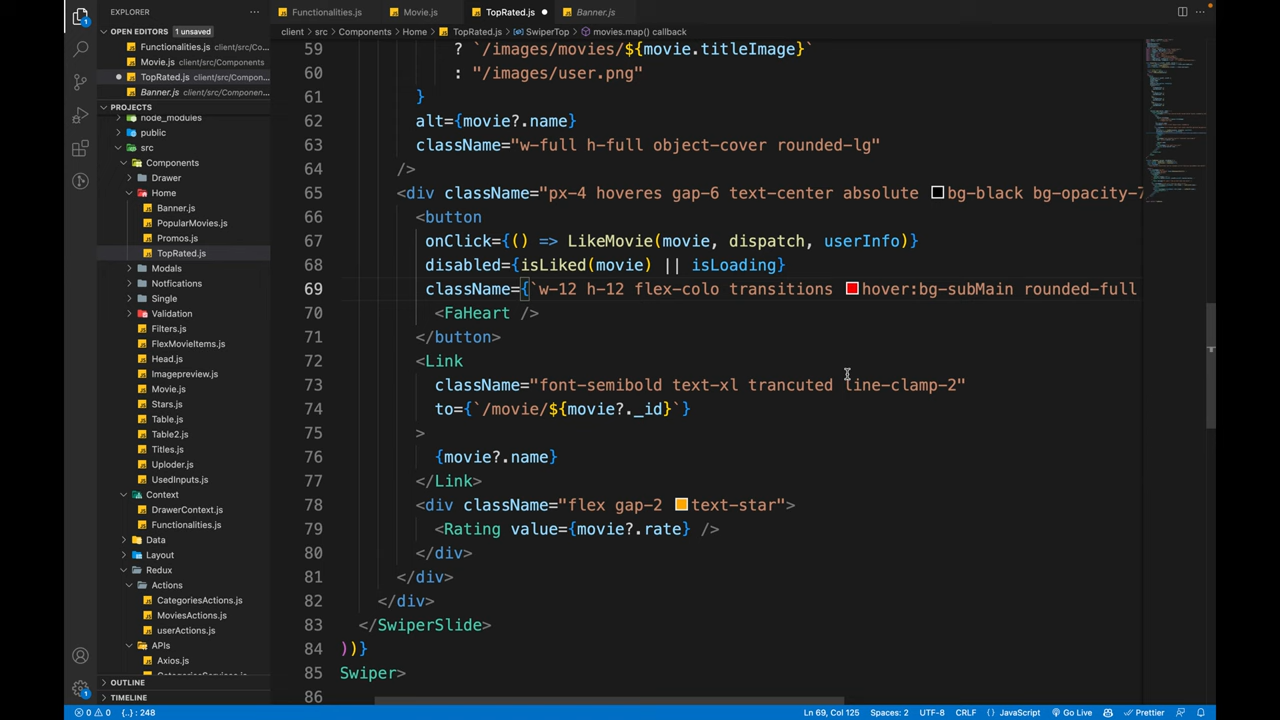 EXPLORER
OPEN EDITORS 1 unsaved
Functionalities.js client/src/Co...
Movie.js client/src/Components
TopRated.js client/src/Compon...
Banner.js client/src/Componen...
PROJECTS
node_modules
public
src
Components
Drawer
Home
Banner.js
PopularMovies.js
Promos.js
TopRated.js
Modals
Notfications
Single
Validation
Filters.js
FlexMovieItems.js
Head.js
Imagepreview.js
Movie.js
Stars.js
Table.js
Table2.js
Titles.js
Uploder.js
UsedInputs.js
Context
DrawerContext.js
Functionalities.js
Data
Layout
Redux
Actions
CategoriesActions.js
MoviesActions.js
userActions.js
APIs
Axios.js
OUTLINE
TIMELINE
Functionalities.js Movie.js TopRated.js Banner.js
client > src > Components > Home > TopRated.js > SwiperTop > movies.map() callback
59 ? `/images/movies/${movie.titleImage}`
60 : "/images/user.png"
61 }
62 alt={movie?.name}
63 className="w-full h-full object-cover rounded-lg"
64 />
65 <div className="px-4 hoveres gap-6 text-center absolute bg-black bg-opacity-7
66 <button
67 onClick={() => LikeMovie(movie, dispatch, userInfo)}
68 disabled={isLiked(movie) || isLoading}
69 className={`w-12 h-12 flex-colo transitions hover:bg-subMain rounded-full
70 <FaHeart />
71 </button>
72 <Link
73 className="font-semibold text-xl trancuted line-clamp-2"
74 to={`/movie/${movie?._id}`}
75 >
76 {movie?.name}
77 </Link>
78 <div className="flex gap-2 text-star">
79 <Rating value={movie?.rate} />
80 </div>
81 </div>
82 </div>
83 </SwiperSlide>
84 ))}
85 Swiper>
86
0 0 {..} : 248 Ln 69, Col 125 Spaces: 2 UTF-8 CRLF {} JavaScript Go Live Prettier